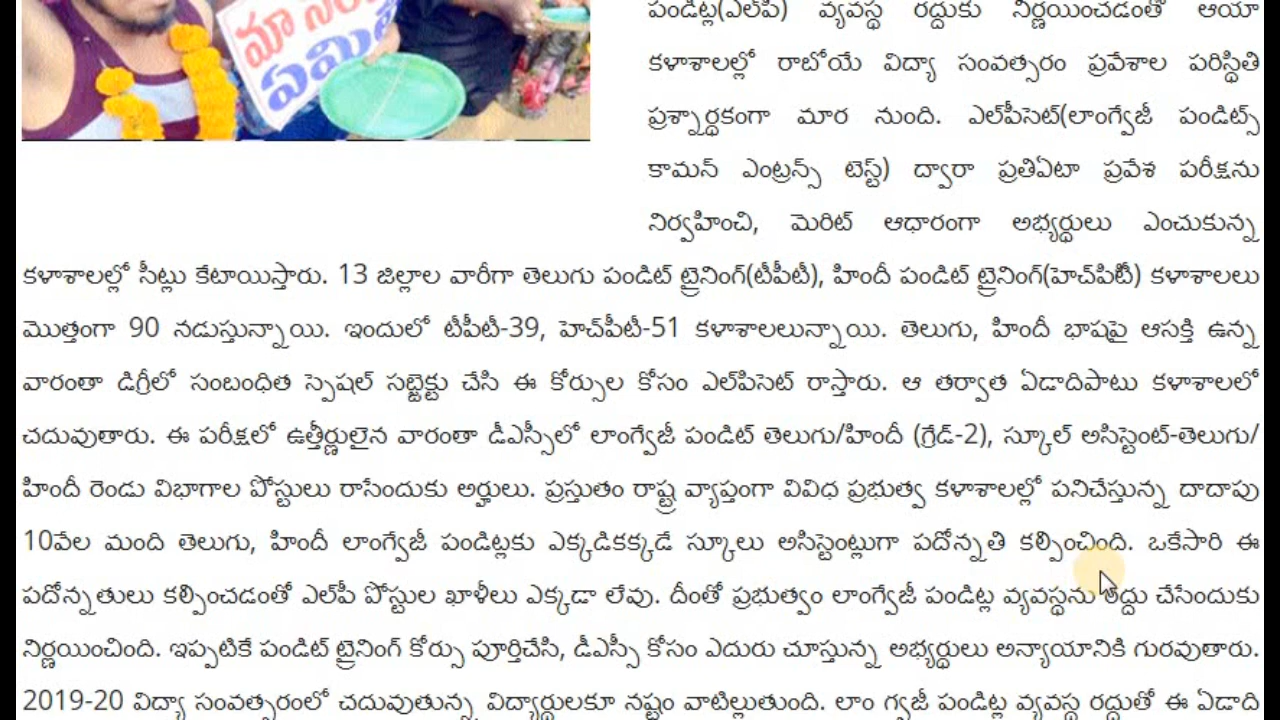 మా
పండిట్ల(ఎల్‌పీ) వ్యవస్థ రద్దుకు నిర్ణయించడంతో ఆయా
కళాశాలల్లో రాబోయే విద్యా సంవత్సరం ప్రవేశాల పరిస్థితి
ప్రశ్నార్థకంగా మార నుంది. ఎల్‌పీసెట్‌(లాంగ్వేజీ పండిట్స్‌
కామన్‌ ఎంట్రన్స్‌ టెస్ట్‌) ద్వారా ప్రతిఏటా ప్రవేశ పరీక్షను
నిర్వహించి, మెరిట్‌ ఆధారంగా అభ్యర్థులు ఎంచుకున్న
కళాశాలల్లో సీట్లు కేటాయిస్తారు. 13 జిల్లాల వారీగా తెలుగు పండిట్‌ ట్రైనింగ్‌(టీపీటీ), హిందీ పండిట్‌ ట్రైనింగ్‌(హెచ్‌పిటీ) కళాశాలలు
మొత్తంగా 90 నడుస్తున్నాయి. ఇందులో టీపీటీ-39, హెచ్‌పీటీ-51 కళాశాలలున్నాయి. తెలుగు, హిందీ భాషపై ఆసక్తి ఉన్న
వారంతా డిగ్రీలో సంబంధిత స్పెషల్‌ సబ్జెక్టు చేసి ఈ కోర్సుల కోసం ఎల్‌పిసెట్‌ రాస్తారు. ఆ తర్వాత ఏడాదిపాటు కళాశాలలో
చదువుతారు. ఈ పరీక్షలో ఉత్తీర్ణులైన వారంతా డీఎస్సీలో లాంగ్వేజీ పండిట్‌ తెలుగు/హిందీ (గ్రేడ్‌-2), స్కూల్‌ అసిస్టెంట్‌-తెలుగు/
హిందీ రెండు విభాగాల పోస్టులు రాసేందుకు అర్హులు. ప్రస్తుతం రాష్ట్ర వ్యాప్తంగా వివిధ ప్రభుత్వ కళాశాలల్లో పనిచేస్తున్న దాదాపు
10వేల మంది తెలుగు, హిందీ లాంగ్వేజీ పండిట్లకు ఎక్కడికక్కడే స్కూలు అసిస్టెంట్లుగా పదోన్నతి కల్పించింది. ఒకేసారి ఈ
పదోన్నతులు కల్పించడంతో ఎల్‌పీ పోస్టుల ఖాళీలు ఎక్కడా లేవు. దీంతో ప్రభుత్వం లాంగ్వేజీ పండిట్ల వ్యవస్థను రద్దు చేసేందుకు
నిర్ణయించింది. ఇప్పటికే పండిట్‌ ట్రైనింగ్‌ కోర్సు పూర్తిచేసి, డీఎస్సీ కోసం ఎదురు చూస్తున్న అభ్యర్థులు అన్యాయానికి గురవుతారు.
2019-20 విద్యా సంవత్సరంలో చదువుతున్న విద్యార్థులకూ నష్టం వాటిల్లుతుంది. లాం గ్వజీ పండిట్ల వ్యవస్థ రద్దుతో ఈ ఏడాది